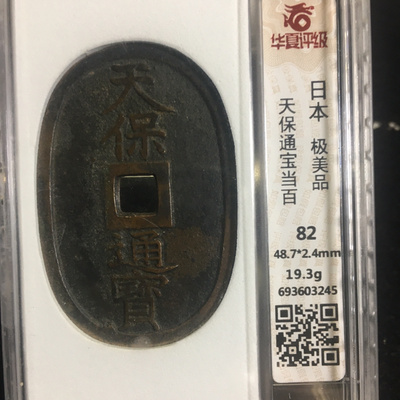 天保通寶
华夏评级
日本 极美品
天保通宝当百
82
48.7*2.4mm
19.3g
693603245